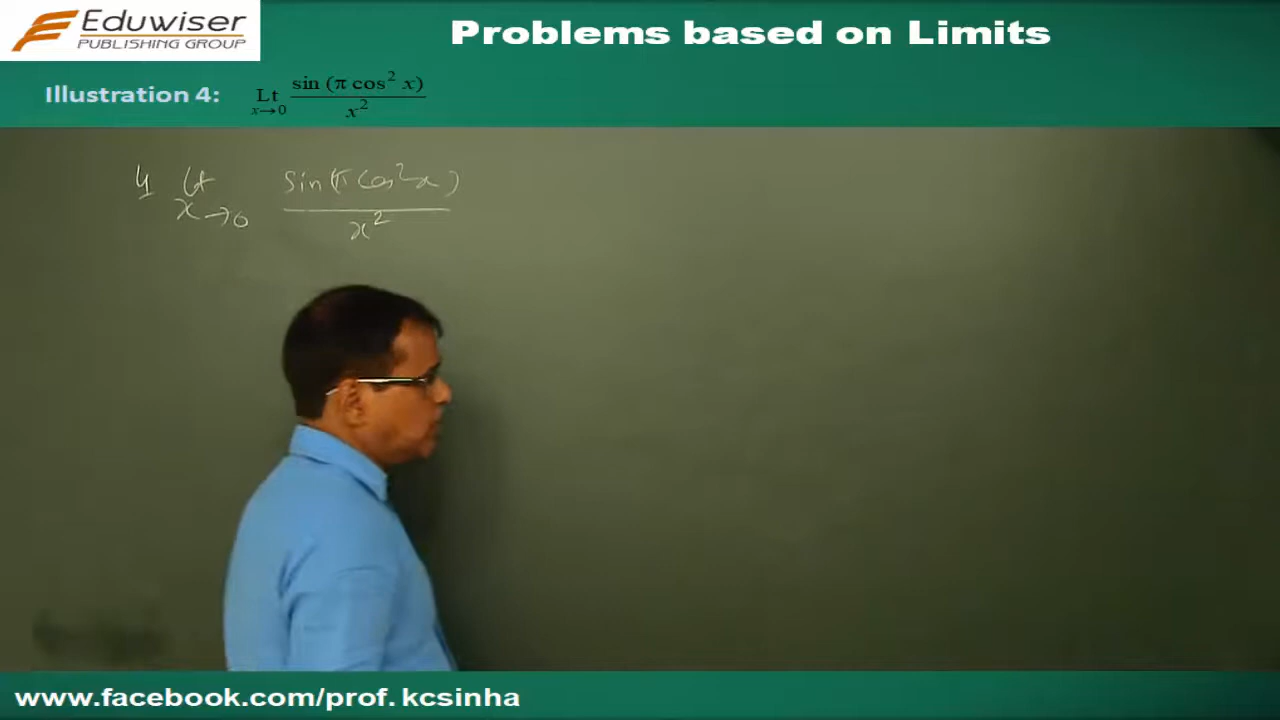 Eduwiser
PUBLISHING GROUP
Problems based on Limits
Illustration 4: Lt x→0 sin (π cos² x) / x²
4 Lt x→0 sin(π cos²x) / x²
www.facebook.com/prof. kcsinha